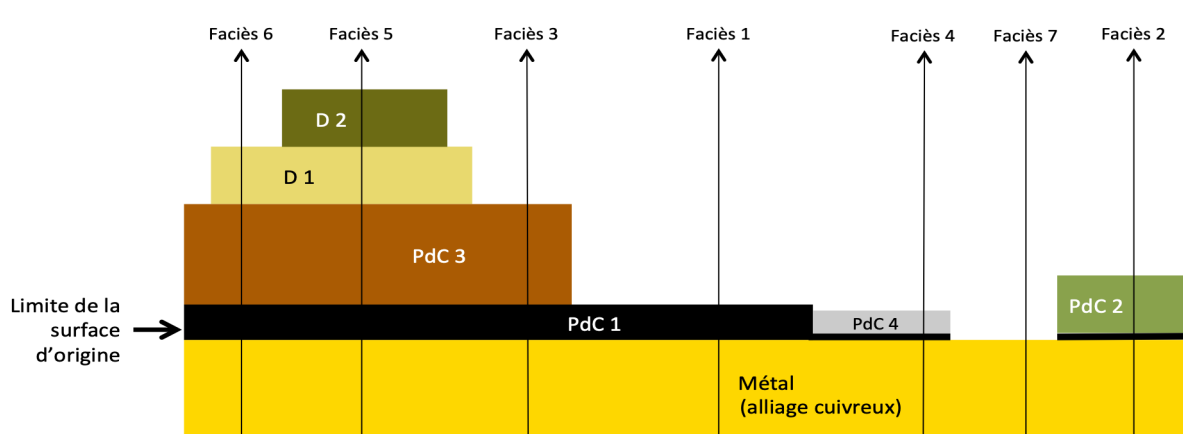 Faciès 6
Faciès 5
Faciès 3
Faciès 1
Faciès 4
Faciès 7
Faciès 2
D 2
D 1
PdC 3
PdC 2
Limite de la
surface
d'origine
PdC 1
PdC 4
Métal
(alliage cuivreux)